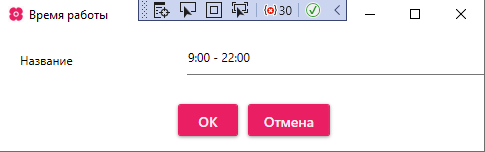 Время работы
30
Название
9:00 - 22:00
OK
Отмена